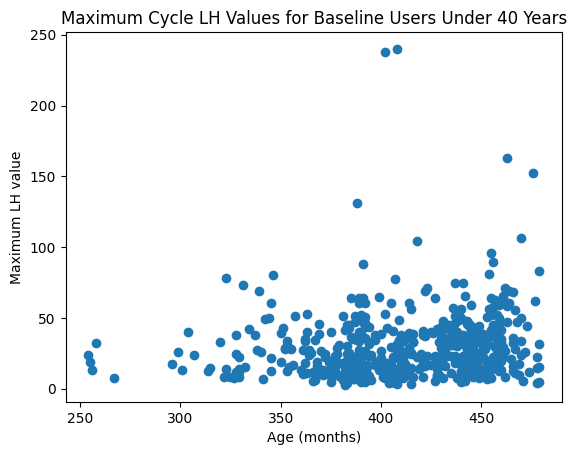 Maximum Cycle LH Values for Baseline Users Under 40 Years
250
200
150
100
50
0
Maximum LH value
250 300 350 400 450
Age (months)